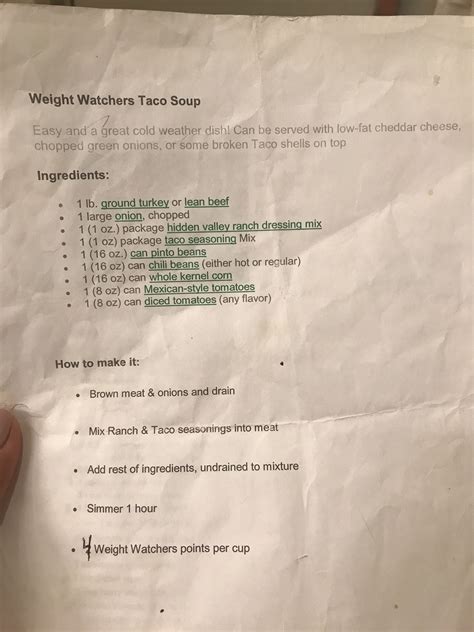 Weight Watchers Taco Soup
Easy and a great cold weather dish! Can be served with low-fat cheddar cheese,
chopped green onions, or some broken Taco shells on top
Ingredients:
• 1 lb. ground turkey or lean beef
• 1 large onion, chopped
• 1 (1 oz.) package hidden valley ranch dressing mix
• 1 (1 oz) package taco seasoning Mix
• 1 (16 oz.) can pinto beans
• 1 (16 oz) can chili beans (either hot or regular)
• 1 (16 oz) can whole kernel corn
• 1 (8 oz) can Mexican-style tomatoes
• 1 (8 oz) can diced tomatoes (any flavor)
How to make it:
• Brown meat & onions and drain
• Mix Ranch & Taco seasonings into meat
• Add rest of ingredients, undrained to mixture
• Simmer 1 hour
• 4 Weight Watchers points per cup